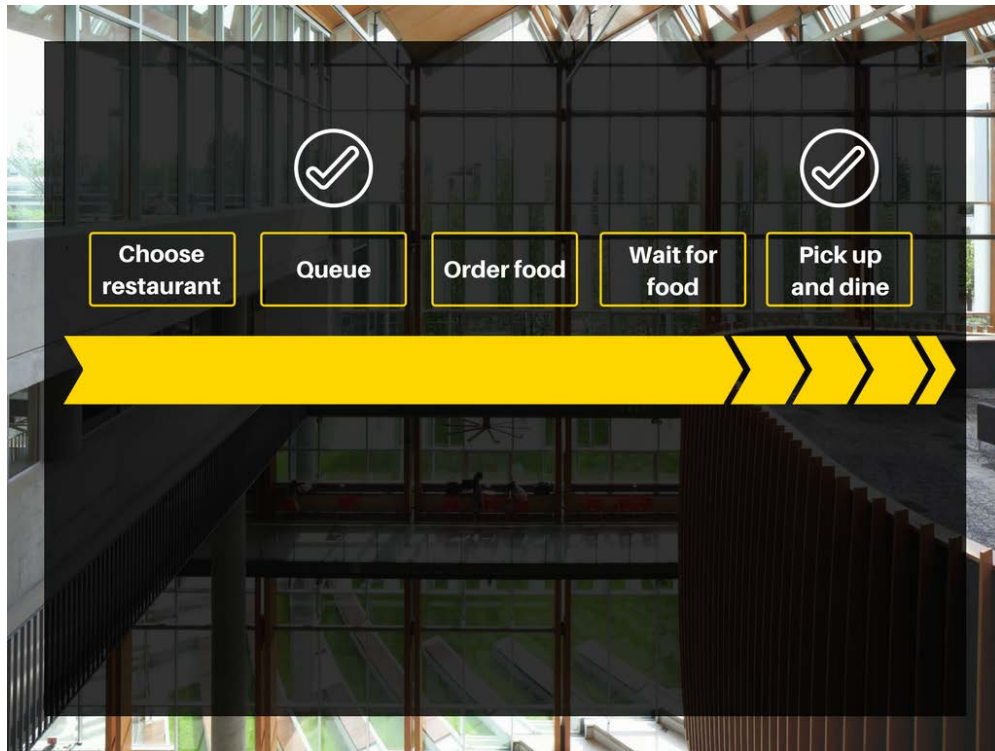 Choose
restaurant
Queue
Order food
Wait for
food
Pick up
and dine